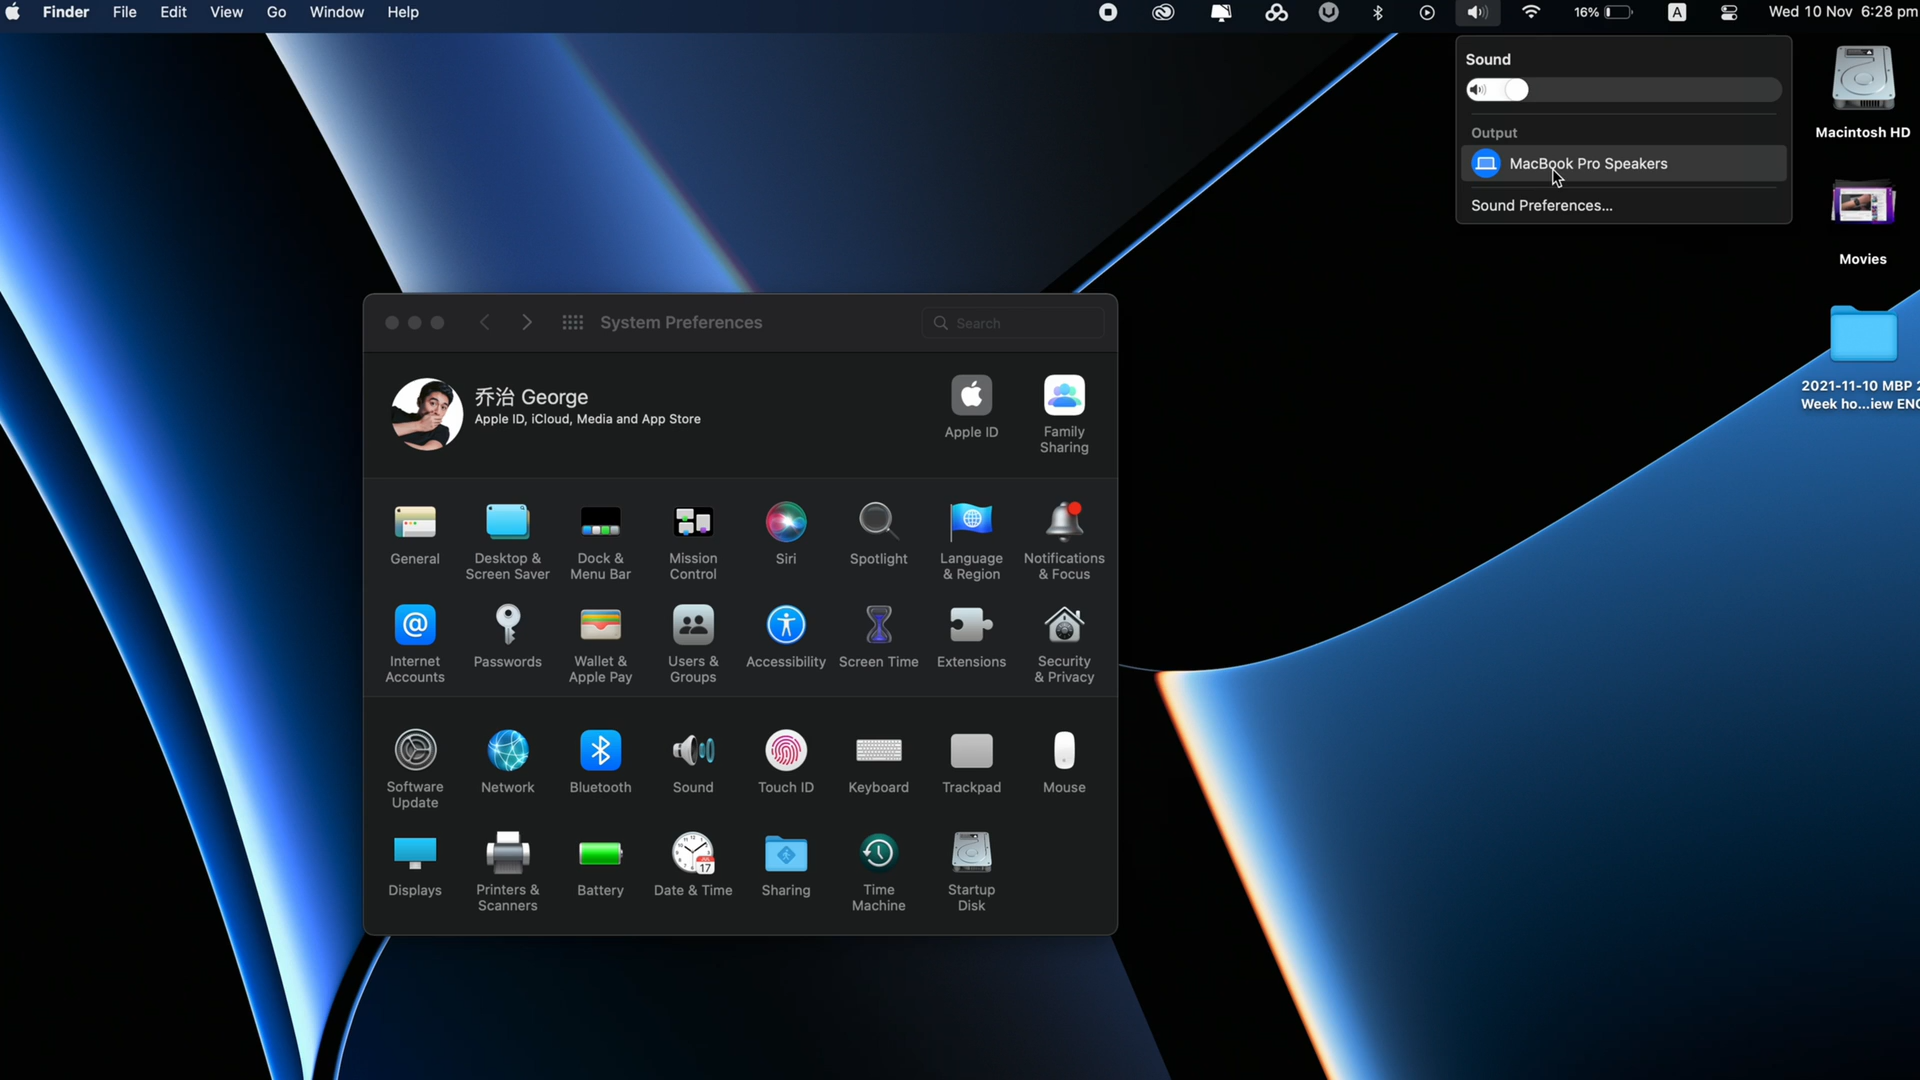 Finder File Edit View Go Window Help
16% A Wed 10 Nov 6:28 pm
Sound
Output
MacBook Pro Speakers
Sound Preferences...
Macintosh HD
Movies
2021-11-10 MBP 2
Week ho...iew ENG
System Preferences
Search
乔治 George
Apple ID, iCloud, Media and App Store
Apple ID
Family
Sharing
General
Desktop &
Screen Saver
Dock &
Menu Bar
Mission
Control
Siri
Spotlight
Language
& Region
Notifications
& Focus
Internet
Accounts
Passwords
Wallet &
Apple Pay
Users &
Groups
Accessibility
Screen Time
Extensions
Security
& Privacy
Software
Update
Network
Bluetooth
Sound
Touch ID
Keyboard
Trackpad
Mouse
Displays
Printers &
Scanners
Battery
Date & Time
Sharing
Time
Machine
Startup
Disk